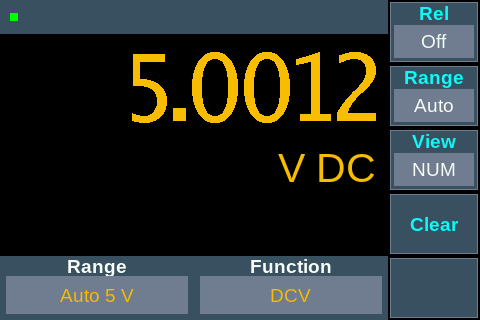 5.0012
V DC
Rel
Off
Range
Auto
View
NUM
Clear
Range
Auto 5 V
Function
DCV